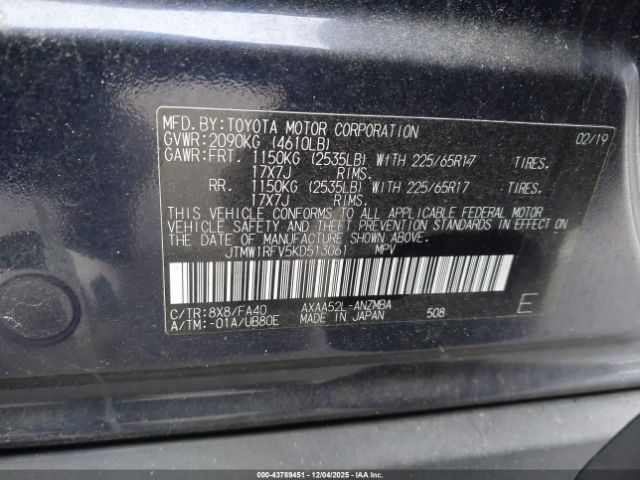 MFD.BY:TOYOTA MOTOR CORPORATION 02/19
GVWR:2090KG (4610LB)
GAWR:FRT. 1150KG (2535LB) WITH 225/65R17 TIRES.
17X7J RIMS.
RR. 1150KG (2535LB) WITH 225/65R17 TIRES.
17X7J RIMS.
THIS VEHICLE CONFORMS TO ALL APPLICABLE FEDERAL MOTOR
VEHICLE SAFETY AND THEFT PREVENTION STANDARDS IN EFFECT ON
THE DATE OF MANUFACTURE SHOWN ABOVE.
JTMW1RFV5KD513061 MPV
C/TR:8X8/FA40 AXAA52L-ANZMBA
A/TM:-01A/UB80E MADE IN JAPAN 508 E
000-43789451 - 12/04/2025 - IAAI.COM